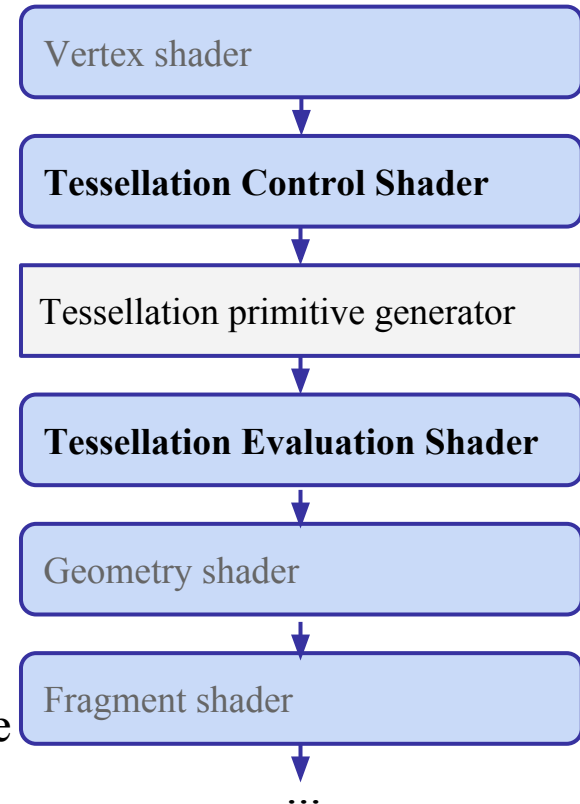 Vertex shader
Tessellation Control Shader
Tessellation primitive generator
Tessellation Evaluation Shader
Geometry shader
Fragment shader
e
...